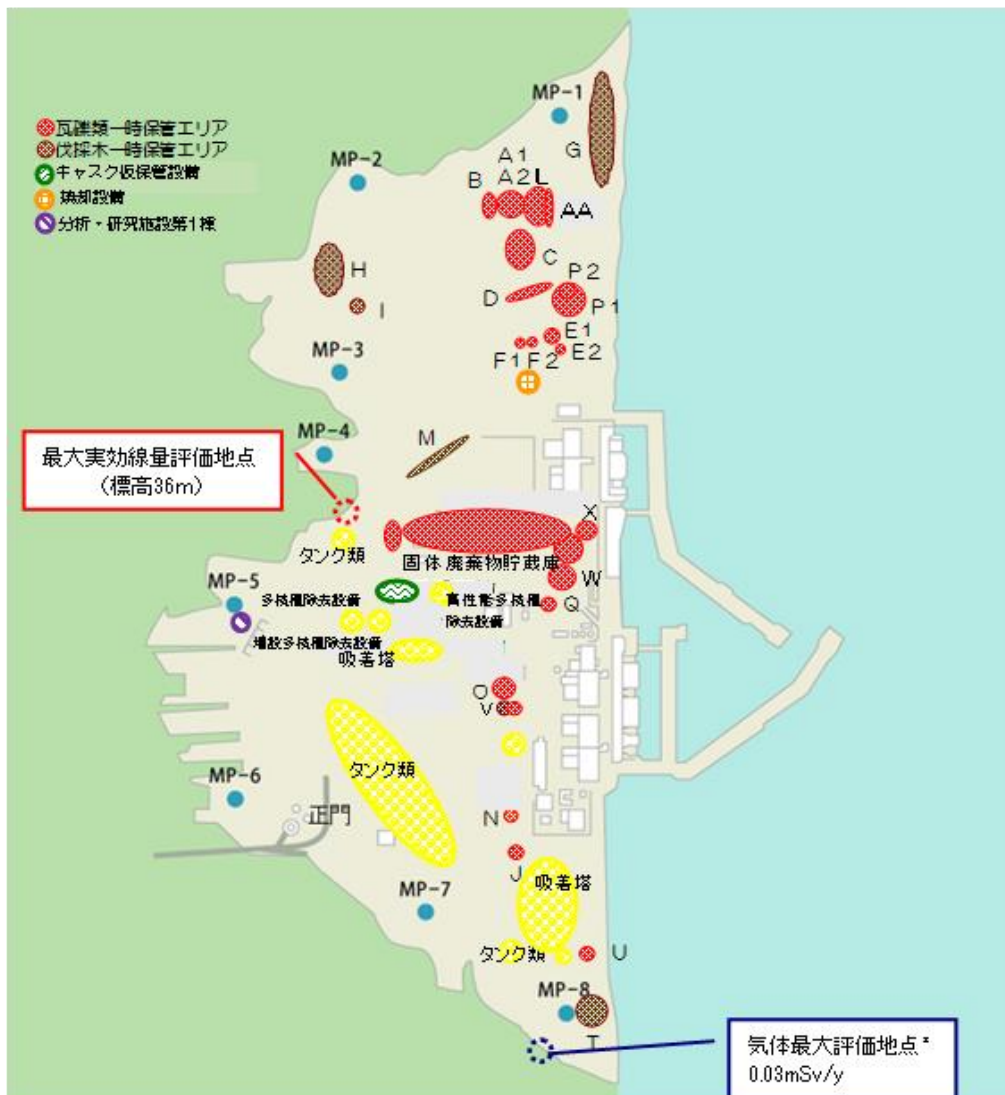 MP-1
瓦礫類一時保管エリア
伐採木一時保管エリア
キャスク仮保管設備
焼却設備
分析・研究施設第1棟
MP-2
G
A1
A2
L
B
AA
C
H
I
P2
D
P1
E1
E2
F1
F2
MP-3
MP-4
M
最大実効線量評価地点
(標高36m)
X
タンク類
固体廃棄物貯蔵庫
W
MP-5
多核種除去設備
高性能多核種
除去設備
Q
増設多核種除去設備
吸着塔
O
V
タンク類
MP-6
正門
N
J
吸着塔
MP-7
タンク類
U
MP-8
T
気体最大評価地点*
0.03mSv/y